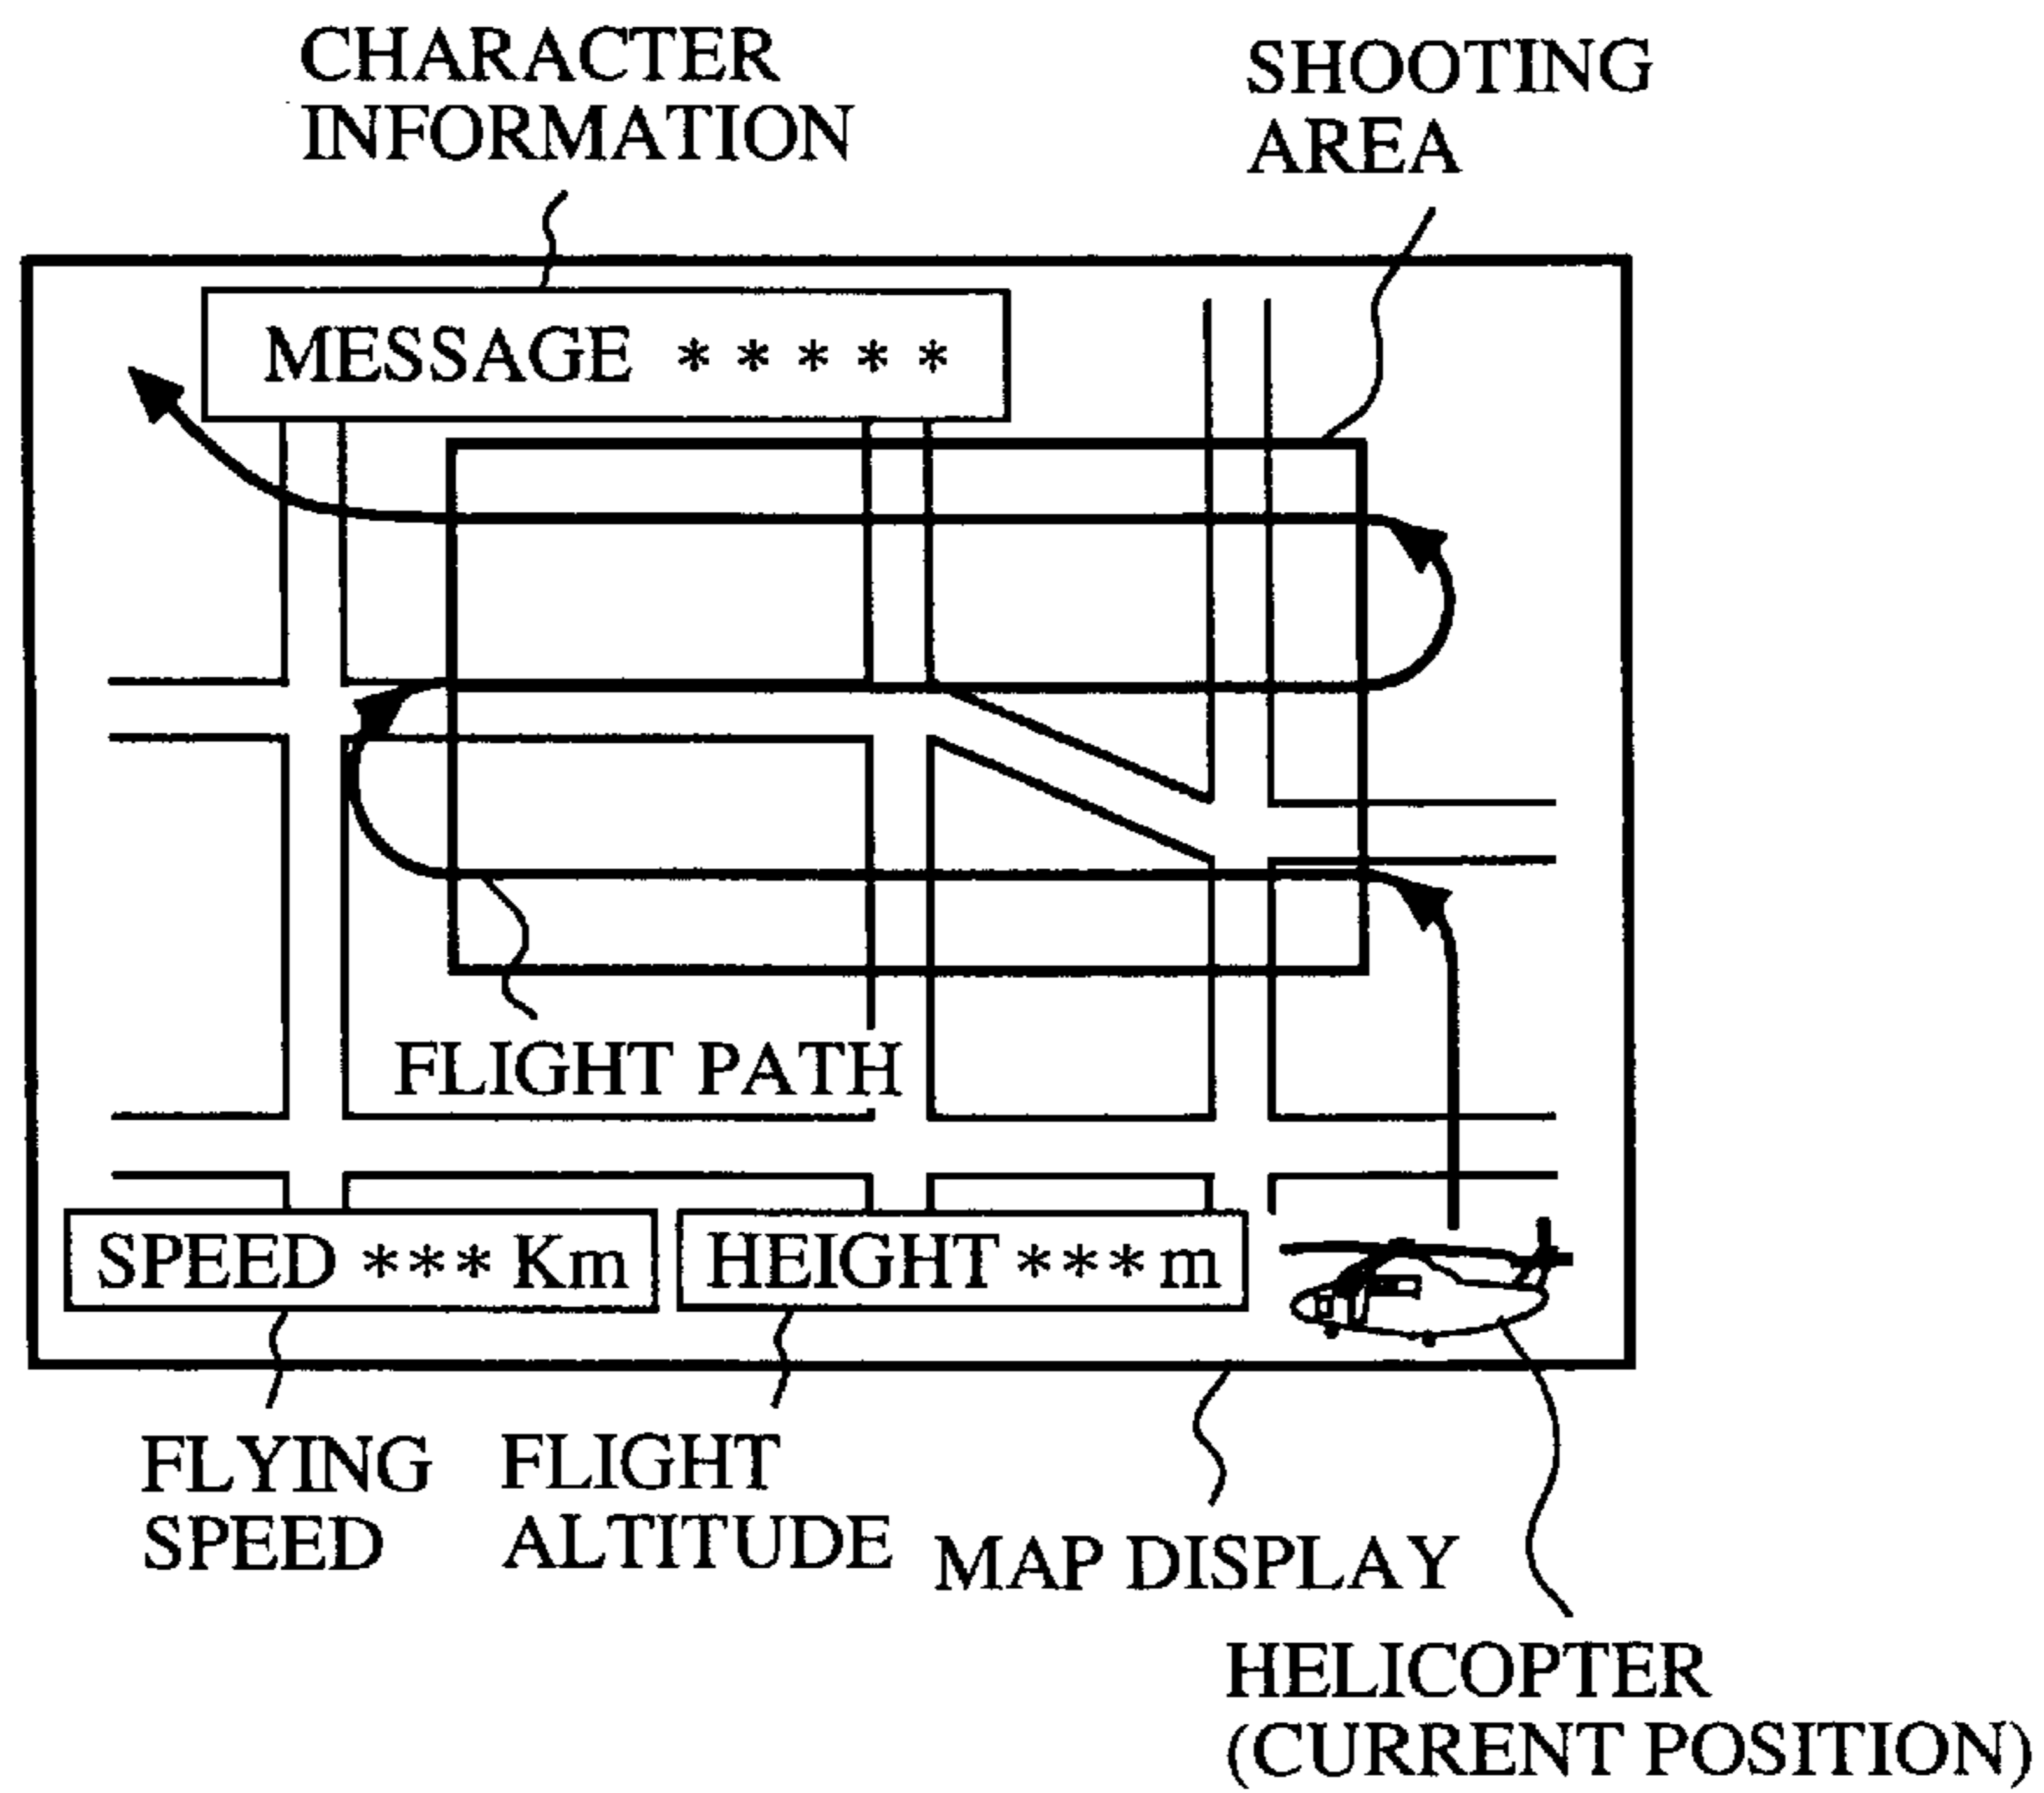 CHARACTER
INFORMATION
SHOOTING
AREA
MESSAGE * * * * *
FLIGHT PATH
SPEED *** Km
HEIGHT *** m
FLYING
SPEED
FLIGHT
ALTITUDE
MAP DISPLAY
HELICOPTER
(CURRENT POSITION)